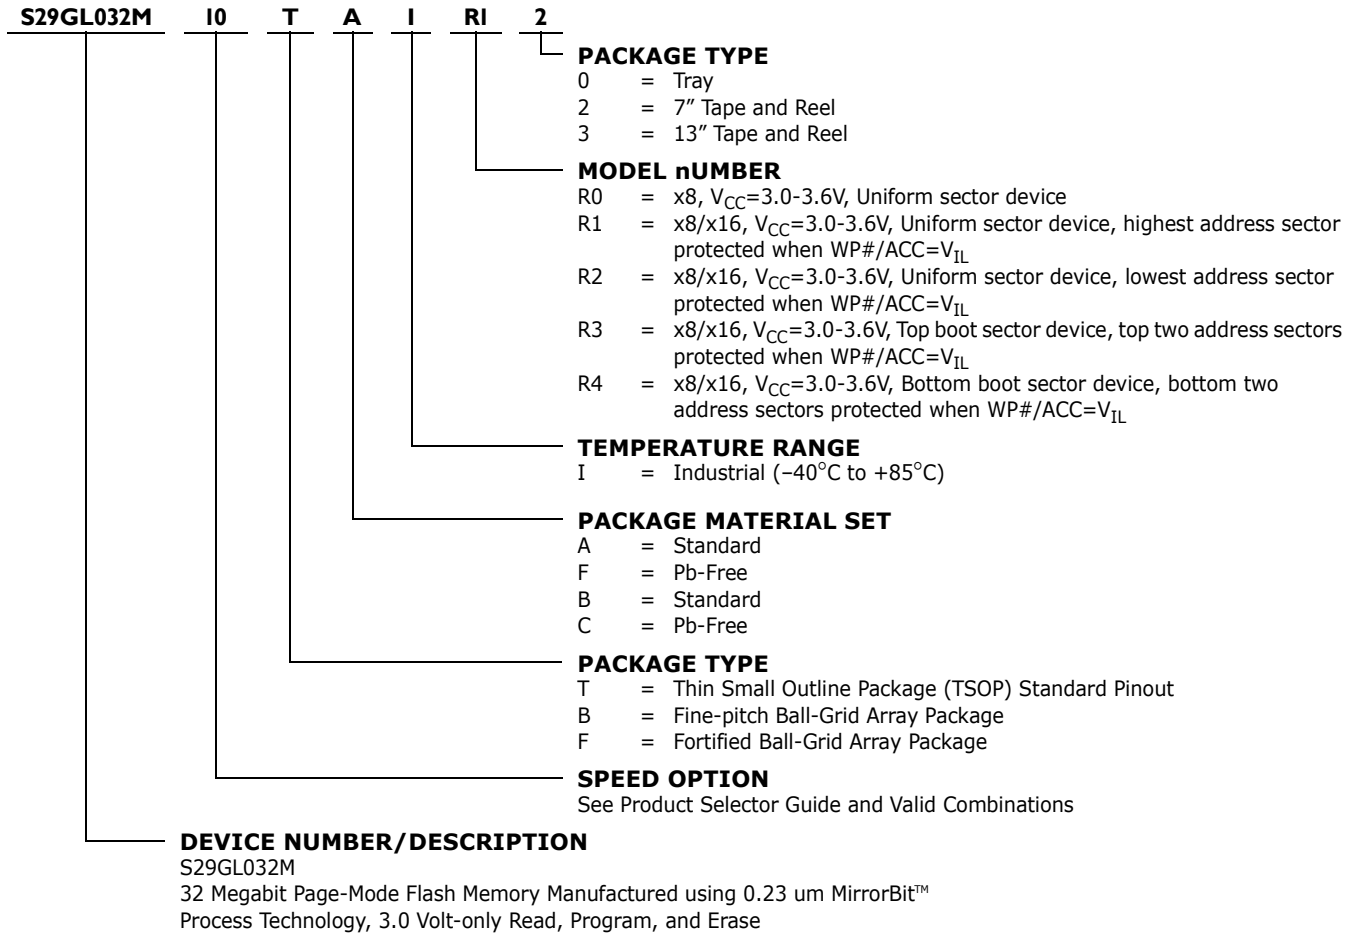 S29GL032M 10 T A I R1 2
PACKAGE TYPE
0 = Tray
2 = 7″ Tape and Reel
3 = 13″ Tape and Reel
MODEL nUMBER
R0 = x8, VCC=3.0-3.6V, Uniform sector device
R1 = x8/x16, VCC=3.0-3.6V, Uniform sector device, highest address sector
protected when WP#/ACC=VIL
R2 = x8/x16, VCC=3.0-3.6V, Uniform sector device, lowest address sector
protected when WP#/ACC=VIL
R3 = x8/x16, VCC=3.0-3.6V, Top boot sector device, top two address sectors
protected when WP#/ACC=VIL
R4 = x8/x16, VCC=3.0-3.6V, Bottom boot sector device, bottom two
address sectors protected when WP#/ACC=VIL
TEMPERATURE RANGE
I = Industrial (–40°C to +85°C)
PACKAGE MATERIAL SET
A = Standard
F = Pb-Free
B = Standard
C = Pb-Free
PACKAGE TYPE
T = Thin Small Outline Package (TSOP) Standard Pinout
B = Fine-pitch Ball-Grid Array Package
F = Fortified Ball-Grid Array Package
SPEED OPTION
See Product Selector Guide and Valid Combinations
DEVICE NUMBER/DESCRIPTION
S29GL032M
32 Megabit Page-Mode Flash Memory Manufactured using 0.23 um MirrorBit™
Process Technology, 3.0 Volt-only Read, Program, and Erase